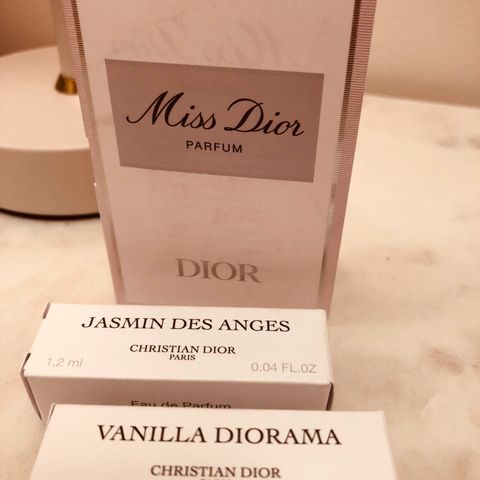 Miss Dior
PARFUM
DIOR
JASMIN DES ANGES
CHRISTIAN DIOR
PARIS
1,2 ml
0.04 FL.OZ
Eau de Parfum
VANILLA DIORAMA
CHRISTIAN DIOR